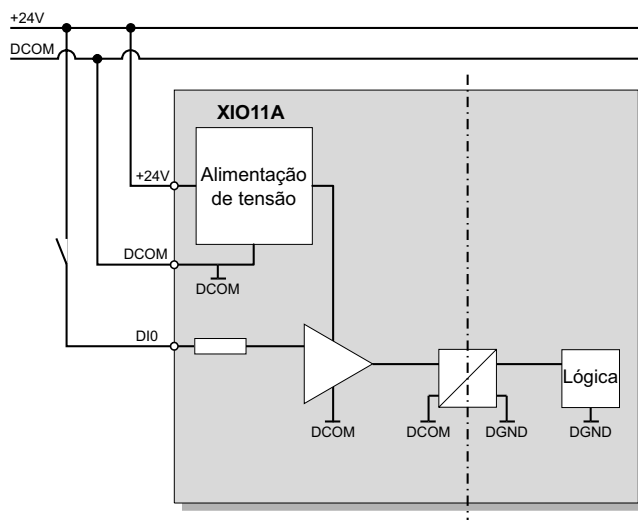 +24V
DCOM
XIO11A
Alimentação
de tensão
+24V
DCOM
DCOM
DI0
Lógica
DCOM
DCOM
DGND
DGND